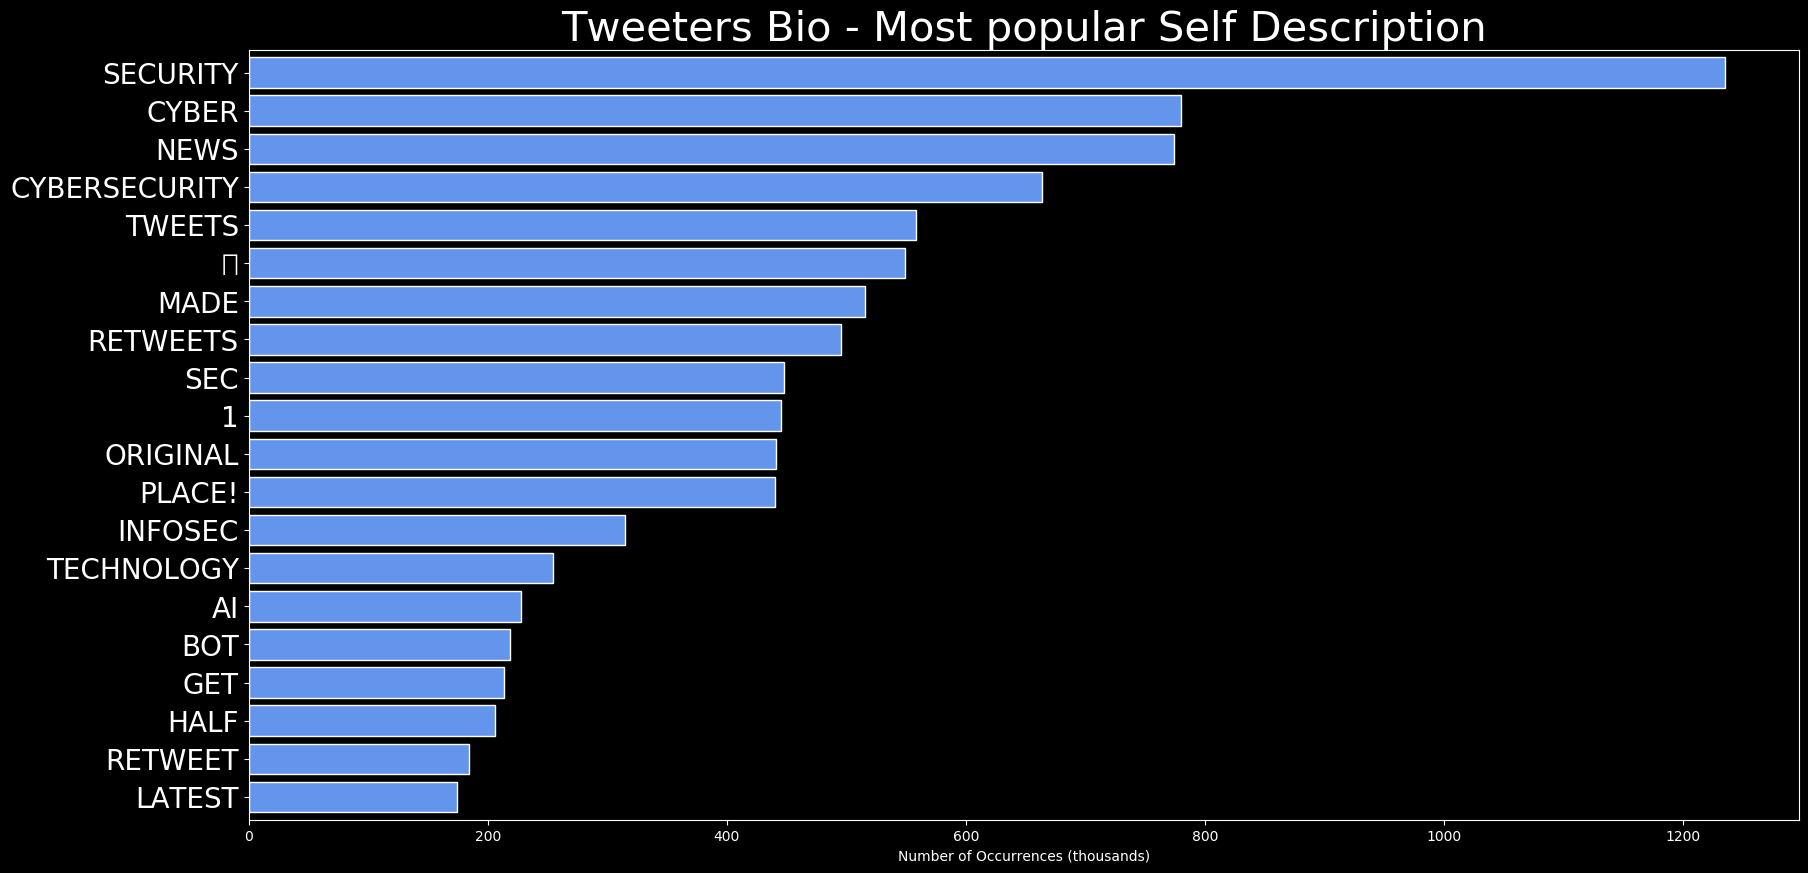 Tweeters Bio - Most popular Self Description
SECURITY
CYBER
NEWS
CYBERSECURITY
TWEETS
MADE
RETWEETS
SEC
1
ORIGINAL
PLACE!
INFOSEC
TECHNOLOGY
AI
BOT
GET
HALF
RETWEET
LATEST
0 200 400 600 800 1000 1200
Number of Occurrences (thousands)